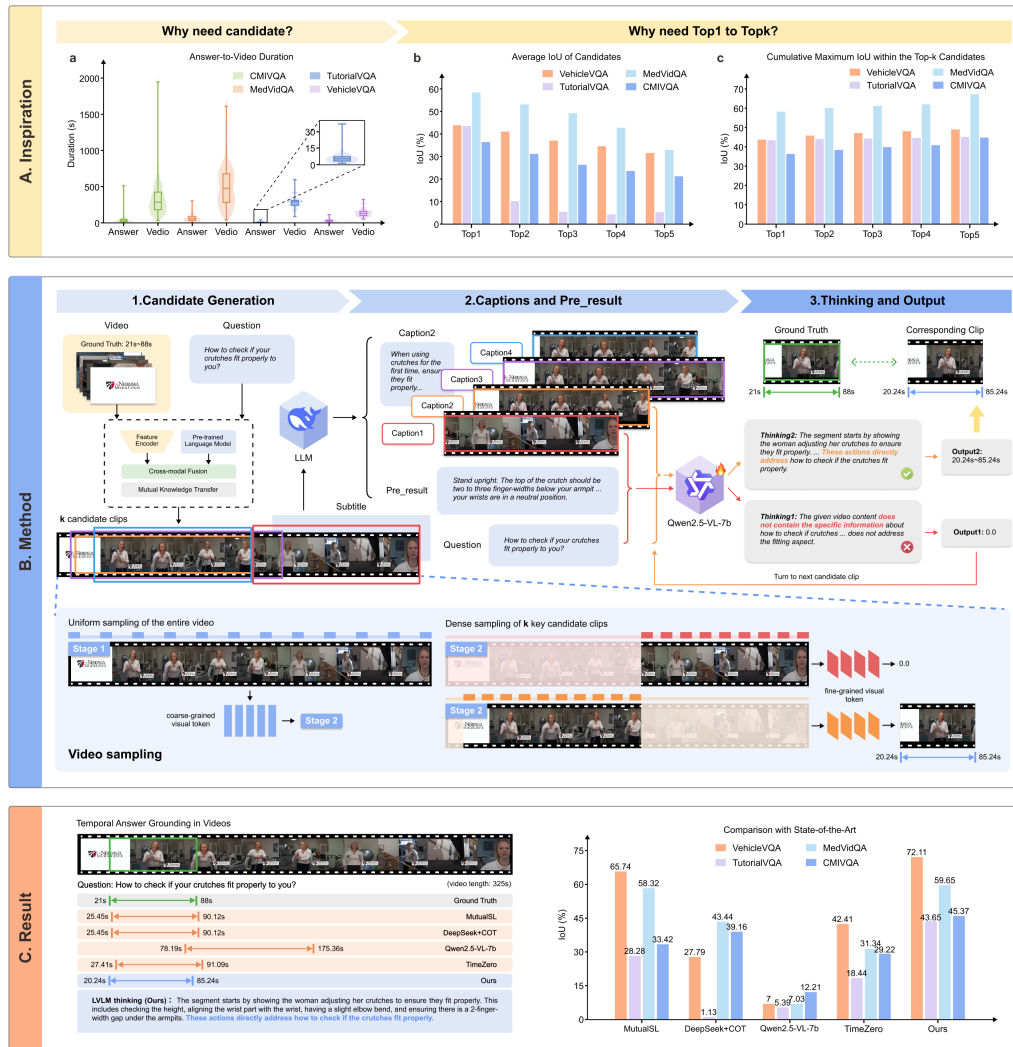 A. Inspiration
Why need candidate?
Why need Top1 to Topk?
a
Answer-to-Video Duration
CMIVQA
TutorialVQA
MedVidQA
VehicleVQA
Duration (s)
2000
1500
1000
500
0
30
15
0
Answer
Vedio
Answer
Vedio
Answer
Vedio
Answer
Vedio
b
Average IoU of Candidates
VehicleVQA
MedVidQA
TutorialVQA
CMIVQA
IoU (%)
60
50
40
30
20
10
0
Top1
Top2
Top3
Top4
Top5
c
Cumulative Maximum IoU within the Top-k Candidates
VehicleVQA
MedVidQA
TutorialVQA
CMIVQA
IoU (%)
70
60
50
40
30
20
10
0
Top1
Top2
Top3
Top4
Top5
B. Method
1.Candidate Generation
2.Captions and Pre_result
3.Thinking and Output
Video
Ground Truth: 21s~88s
Question
How to check if your
crutches fit properly to
you?
Feature
Encoder
Pre-trained
Language Model
Cross-modal Fusion
Mutual Knowledge Transfer
k candidate clips
LLM
Subtitle
Caption2
When using
crutches for the
first time, ensure
they fit
properly...
Caption4
Caption3
Caption2
Caption1
Pre_result
Stand upright. The top of the crutch should be
two to three finger-widths below your armpit ...
your wrists are in a neutral position.
Question
How to check if your crutches
fit properly to you?
Qwen2.5-VL-7b
Ground Truth
Corresponding Clip
21s
88s
20.24s
85.24s
Thinking2: The segment starts by showing
the woman adjusting her crutches to ensure
they fit properly. ... These actions directly
address how to check if the crutches fit
properly.
Output2:
20.24s~85.24s
Thinking1: The given video content does
not contain the specific information about
how to check if crutches ... does not address
the fitting aspect.
Output1: 0.0
Turn to next candidate clip
Uniform sampling of the entire video
Stage 1
coarse-grained
visual token
Stage 2
Video sampling
Dense sampling of k key candidate clips
Stage 2
0.0
fine-grained visual
token
Stage 2
20.24s
85.24s
C. Result
Temporal Answer Grounding in Videos
Question: How to check if your crutches fit properly to you?
(video length: 325s)
21s
88s
Ground Truth
25.45s
90.12s
MutualSL
25.45s
90.12s
DeepSeek+COT
78.19s
175.36s
Qwen2.5-VL-7b
27.41s
91.09s
TimeZero
20.24s
85.24s
Ours
LVLM thinking (Ours) : The segment starts by showing the woman adjusting her crutches to ensure they fit properly. This
includes checking the height, aligning the wrist part with the wrist, having a slight elbow bend, and ensuring there is a 2-finger-
width gap under the armpits. These actions directly address how to check if the crutches fit properly.
Comparison with State-of-the-Art
VehicleVQA
MedVidQA
TutorialVQA
CMIVQA
IoU (%)
75
60
45
30
15
0
65.74
28.28
58.32
33.42
27.79
1.13
43.44
39.16
7
5.39
7.03
12.21
42.41
18.44
31.34
29.22
72.11
43.65
59.65
45.37
MutualSL
DeepSeek+COT
Qwen2.5-VL-7b
TimeZero
Ours